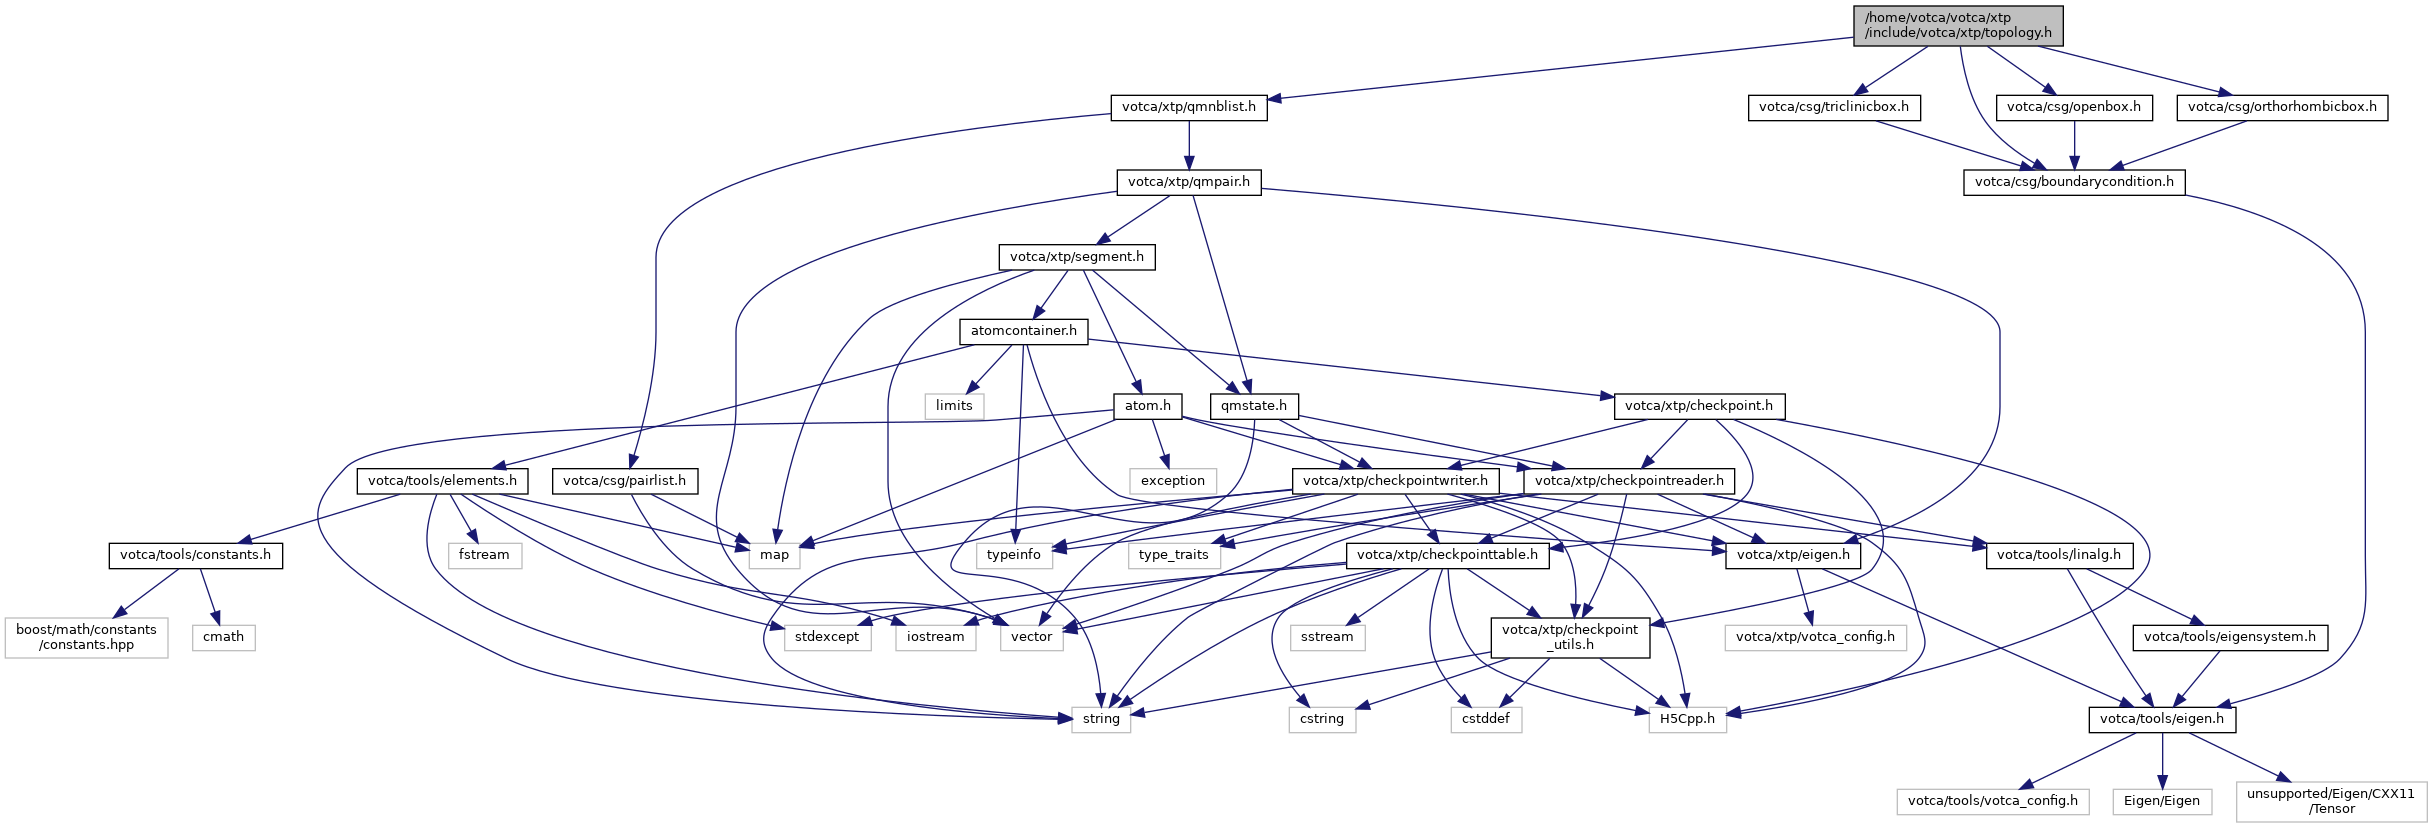 /home/votca/votca/xtp
/include/votca/xtp/topology.h
votca/xtp/qmnblist.h
votca/csg/triclinicbox.h
votca/csg/openbox.h
votca/csg/orthorhombicbox.h
votca/xtp/qmpair.h
votca/csg/boundarycondition.h
votca/xtp/segment.h
atomcontainer.h
limits
atom.h
qmstate.h
votca/xtp/checkpoint.h
votca/tools/elements.h
votca/csg/pairlist.h
exception
votca/xtp/checkpointwriter.h
votca/xtp/checkpointreader.h
votca/tools/constants.h
fstream
map
typeinfo
type_traits
votca/xtp/checkpointtable.h
votca/xtp/eigen.h
votca/tools/linalg.h
boost/math/constants
/constants.hpp
cmath
stdexcept
iostream
vector
sstream
votca/xtp/checkpoint
_utils.h
votca/xtp/votca_config.h
votca/tools/eigensystem.h
string
cstring
cstddef
H5Cpp.h
votca/tools/eigen.h
votca/tools/votca_config.h
Eigen/Eigen
unsupported/Eigen/CXX11
/Tensor